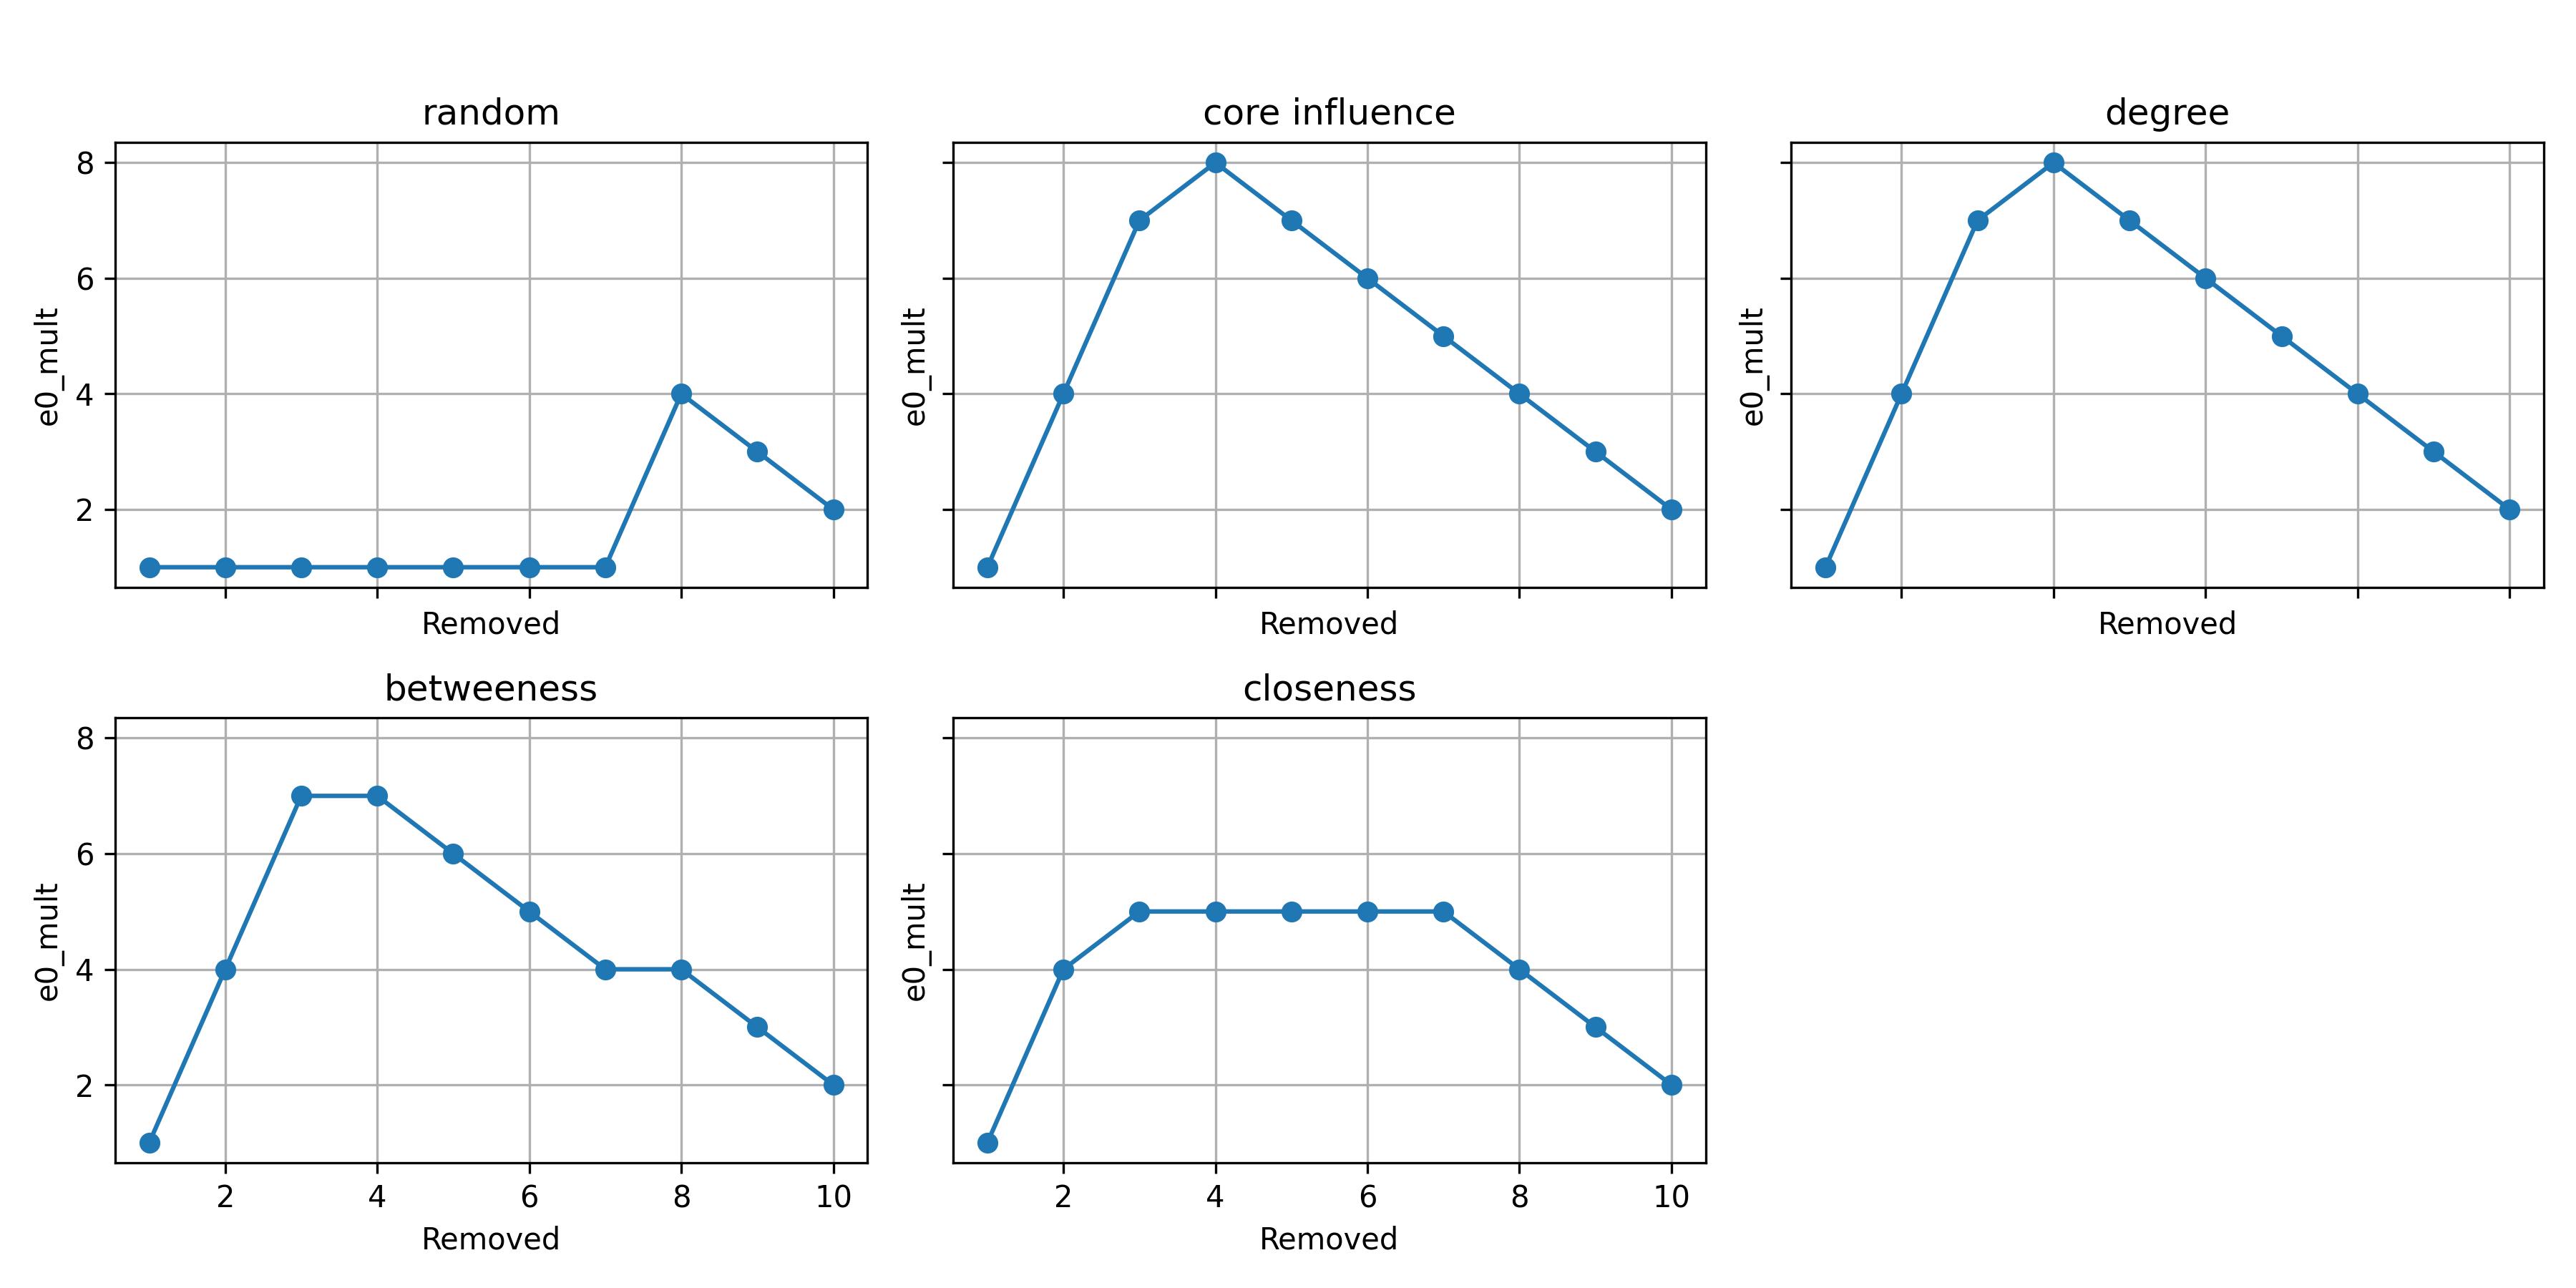 random
core influence
degree
8
6
4
2
e0_mult
e0_mult
e0_mult
Removed
Removed
Removed
betweeness
closeness
8
6
4
2
e0_mult
e0_mult
2 4 6 8 10
2 4 6 8 10
Removed
Removed